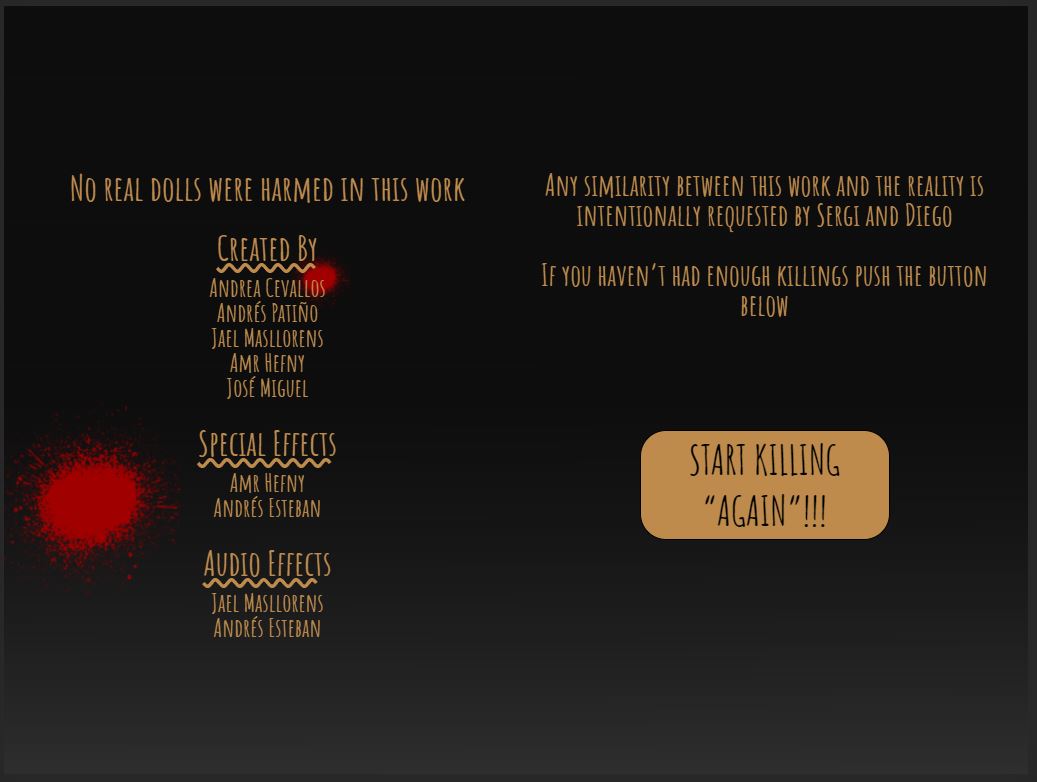 No real dolls were harmed in this work
Created By
Andrea Cevallos
Andrés Patiño
Jael Masllorens
Amr Hefny
José Miguel
Special Effects
Amr Hefny
Andrés Esteban
Audio Effects
Jael Masllorens
Andrés Esteban
Any similarity between this work and the reality is
intentionally requested by Sergi and Diego
If you haven’t had enough killings push the button
below
START KILLING
“AGAIN”!!!